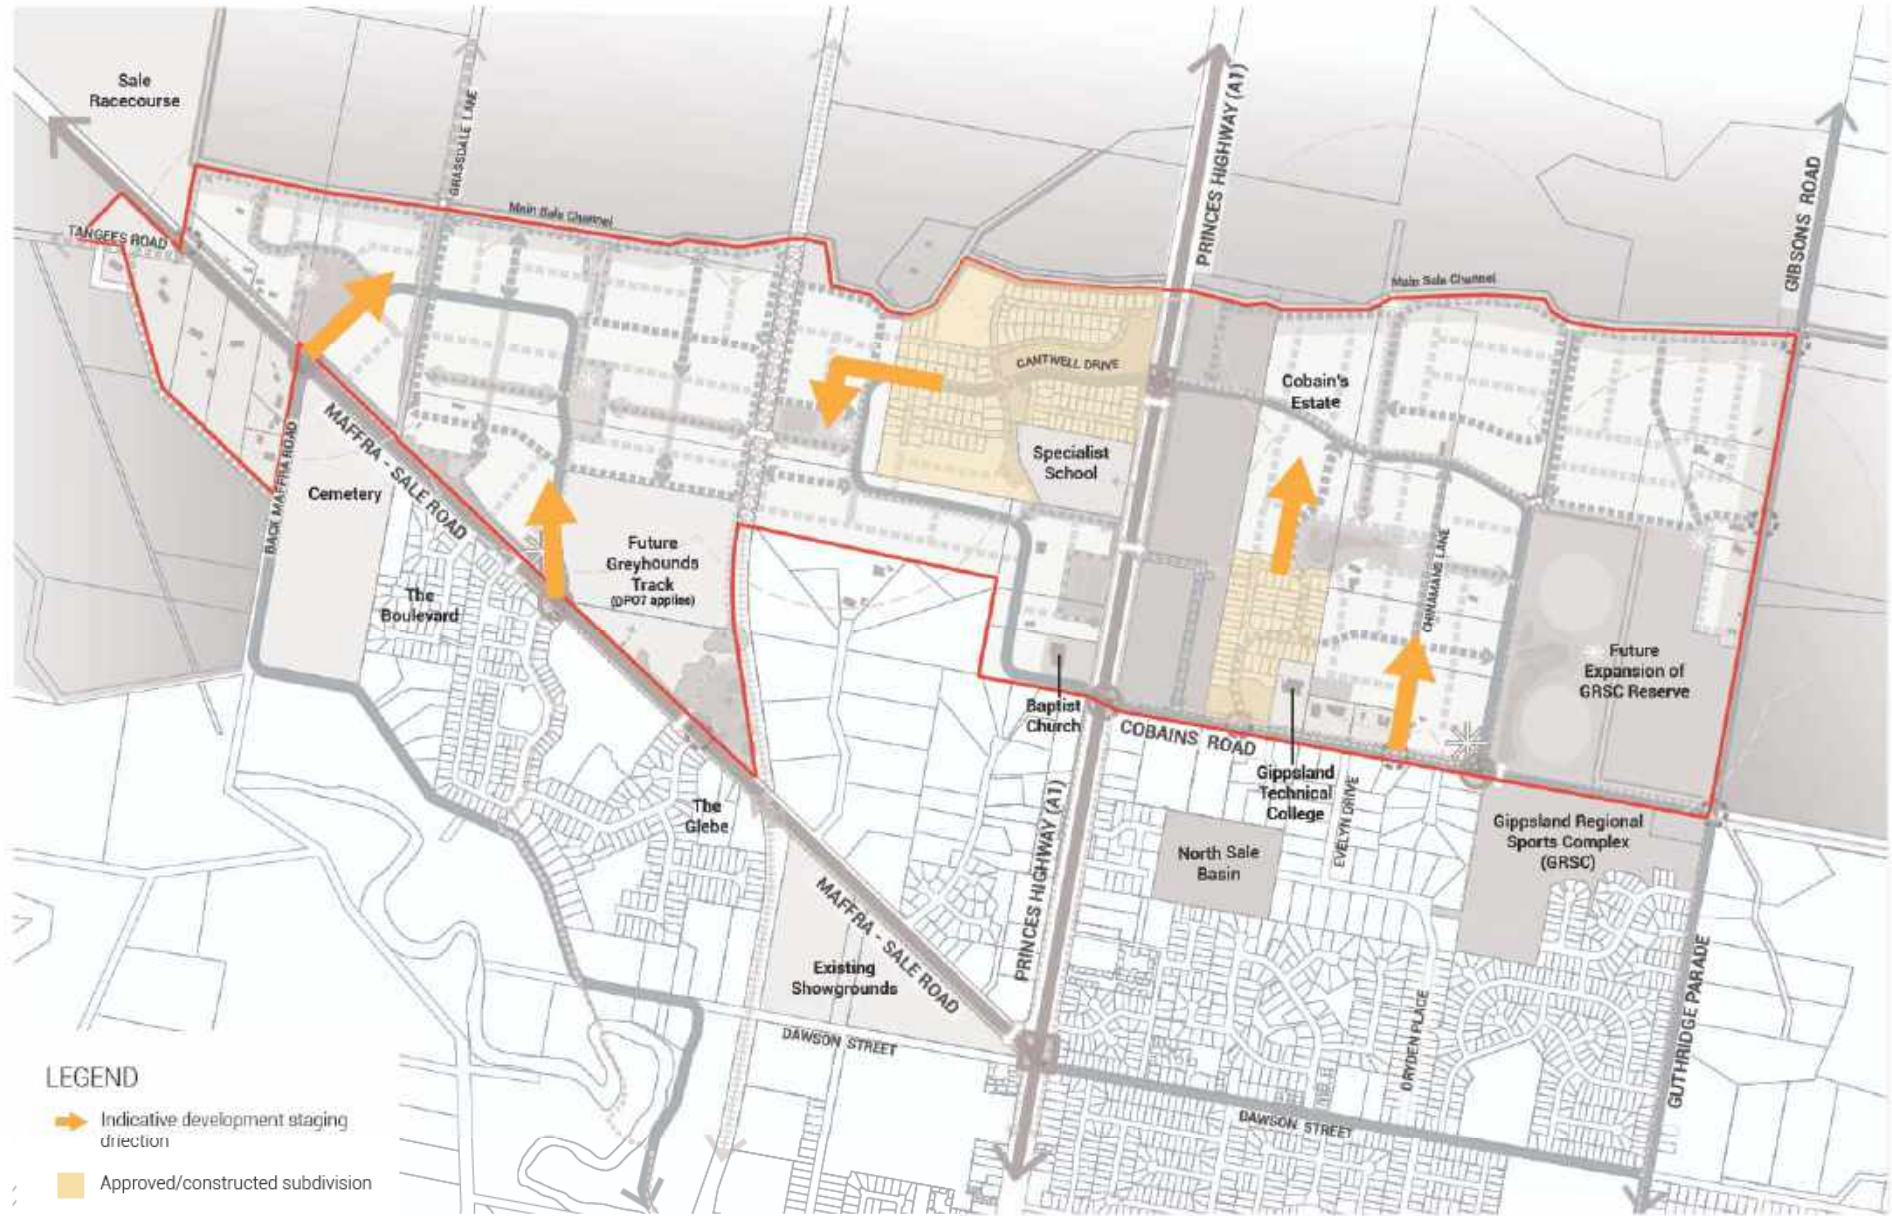 Sale
Racecourse
GRASSDALE LANE
PRINCES HIGHWAY (A1)
GIBSONS ROAD
TANGEES ROAD
Main Sale Channel
Main Sale Channel
CANTWELL DRIVE
Cobain's
Estate
Specialist
School
BACK MAFFRA ROAD
Cemetery
MAFFRA - SALE ROAD
The
Boulevard
Future
Greyhounds
Track
(DPO7 applies)
CHINAMANS LANE
Future
Expansion of
GRSC Reserve
Baptist
Church
COBAINS ROAD
Gippsland
Technical
College
EVELYN DRIVE
The
Glebe
PRINCES HIGHWAY (A1)
North Sale
Basin
Gippsland Regional
Sports Complex
(GRSC)
MAFFRA - SALE ROAD
Existing
Showgrounds
DAWSON STREET
DRYDEN PLACE
GUTHRIDGE PARADE
DAWSON STREET
LEGEND
Indicative development staging
driection
Approved/constructed subdivision